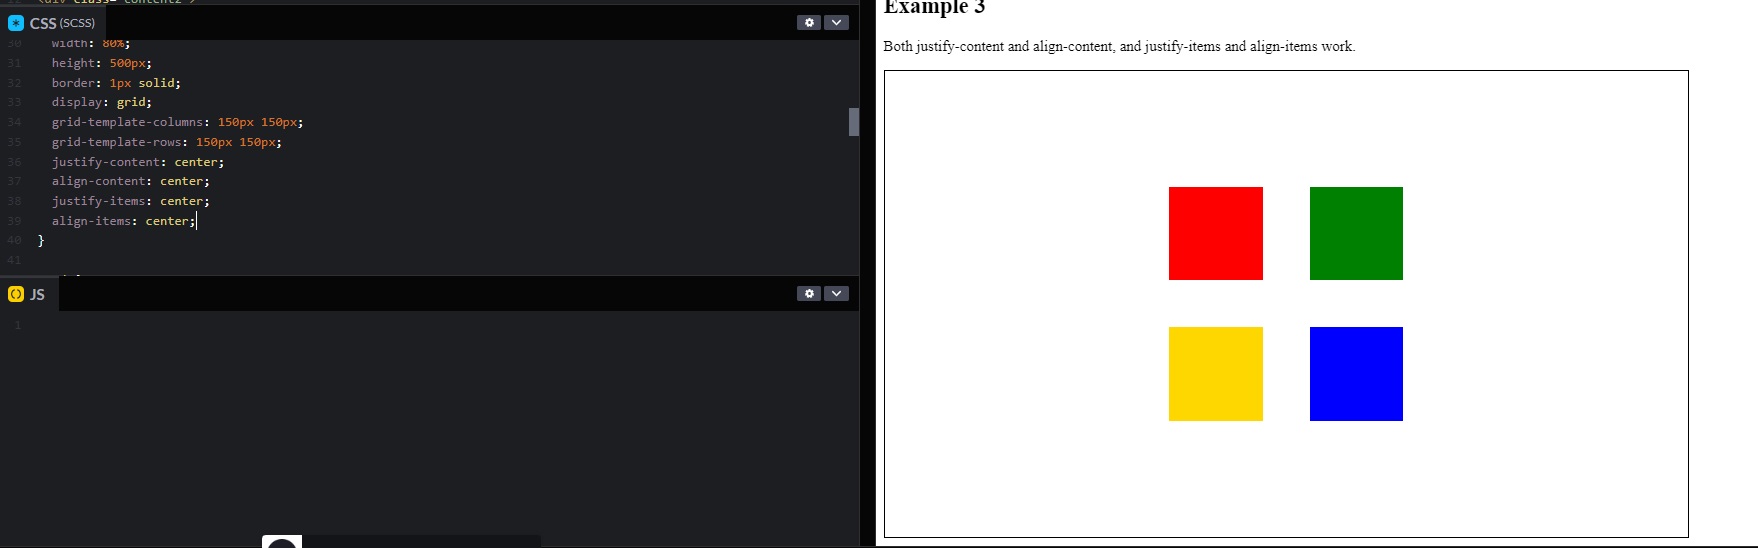 CSS (SCSS)
30 width: 80%;
31 height: 500px;
32 border: 1px solid;
33 display: grid;
34 grid-template-columns: 150px 150px;
35 grid-template-rows: 150px 150px;
36 justify-content: center;
37 align-content: center;
38 justify-items: center;
39 align-items: center;
40 }
41
JS
1
Example 3
Both justify-content and align-content, and justify-items and align-items work.